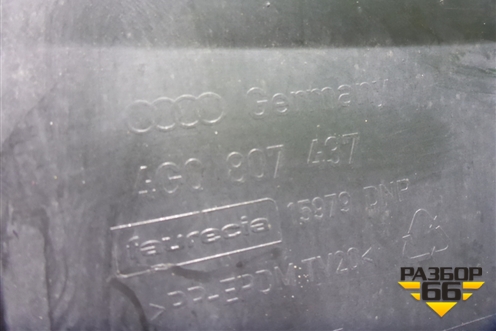 Germany
4G0 807 437
faurecia 15979 DNP
>PP-EPDM-TV20<
РАЗБОР
66